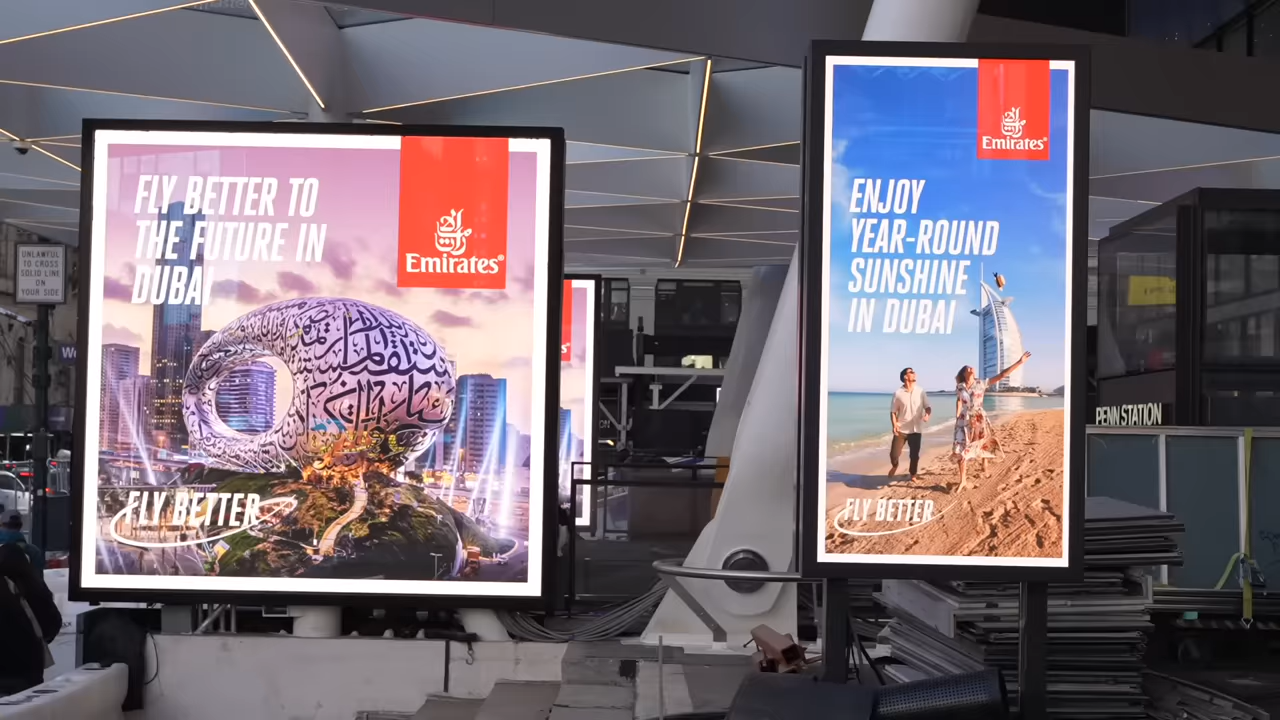 FLY BETTER TO
THE FUTURE IN
DUBAI
Emirates
FLY BETTER
ENJOY
YEAR-ROUND
SUNSHINE
IN DUBAI
Emirates
FLY BETTER
UNLAWFUL
TO CROSS
SOLID LINE
ON
YOUR SIDE
PENN STATION